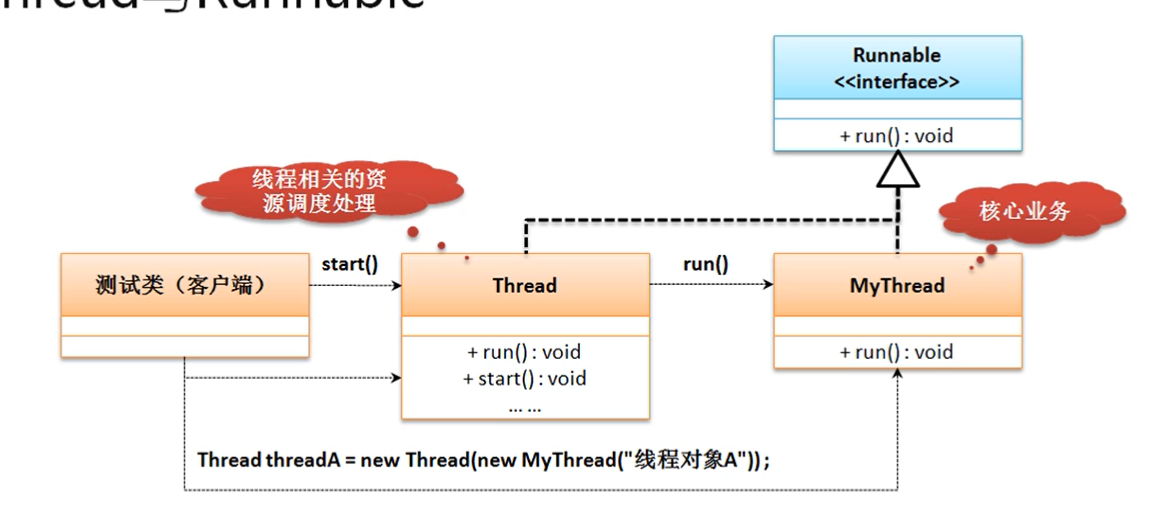 Thread与Runnable
Runnable
<<interface>>
+ run() : void
线程相关的资
源调度处理
核心业务
测试类（客户端）
start()
Thread
run()
MyThread
+ run() : void
+ start() : void
... ...
+ run() : void
Thread threadA = new Thread(new MyThread("线程对象A")) ;